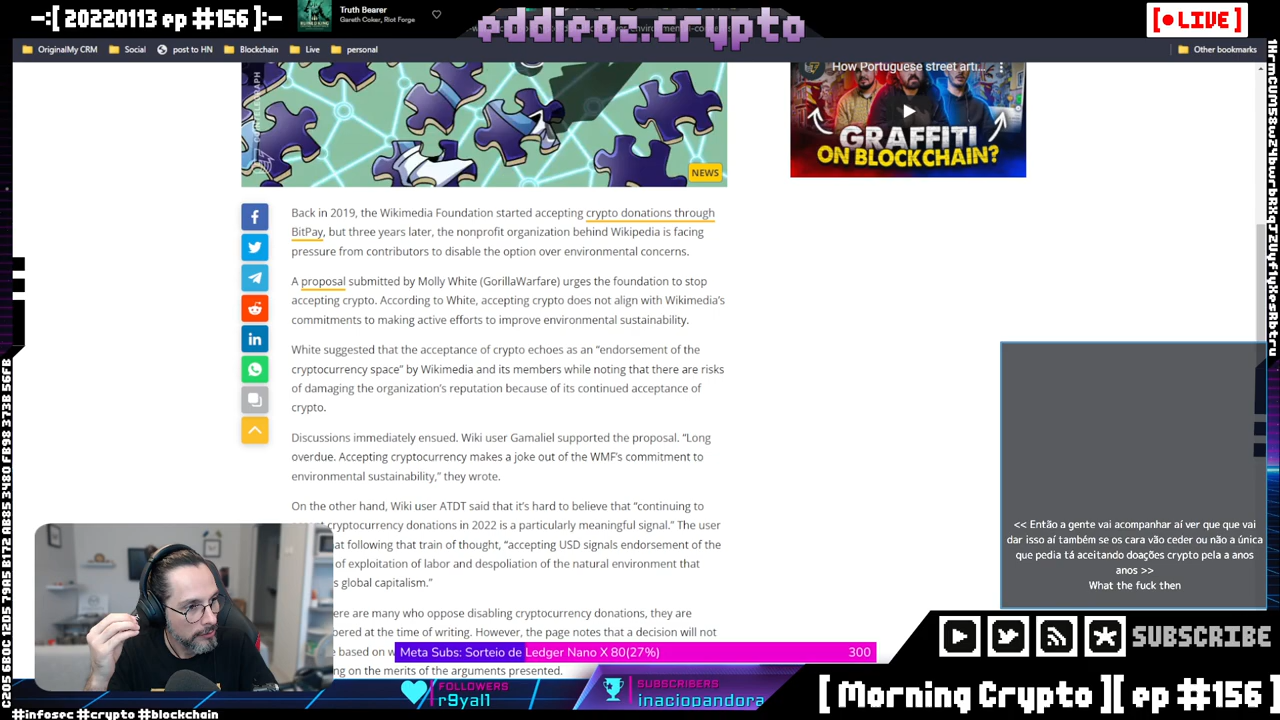 -:[ 20220113 ep #156 ]:-
Truth Bearer
Gareth Coker, Riot Forge
eddieoz.crypto
[ • LIVE ]
OriginalMy CRM
Social
post to HN
Blockchain
Live
personal
Other bookmarks
COINTELEGRAPH
NEWS
How Portuguese street arti...
GRAFFITI
ON BLOCKCHAIN?
Back in 2019, the Wikimedia Foundation started accepting crypto donations through
BitPay, but three years later, the nonprofit organization behind Wikipedia is facing
pressure from contributors to disable the option over environmental concerns.
A proposal submitted by Molly White (GorillaWarfare) urges the foundation to stop
accepting crypto. According to White, accepting crypto does not align with Wikimedia's
commitments to making active efforts to improve environmental sustainability.
White suggested that the acceptance of crypto echoes as an "endorsement of the
cryptocurrency space" by Wikimedia and its members while noting that there are risks
of damaging the organization's reputation because of its continued acceptance of
crypto.
Discussions immediately ensued. Wiki user Gamaliel supported the proposal. "Long
overdue. Accepting cryptocurrency makes a joke out of the WMF's commitment to
environmental sustainability," they wrote.
On the other hand, Wiki user ATDT said that it's hard to believe that "continuing to
cryptocurrency donations in 2022 is a particularly meaningful signal." The user
at following that train of thought, "accepting USD signals endorsement of the
of exploitation of labor and despoliation of the natural environment that
s global capitalism."
ere are many who oppose disabling cryptocurrency donations, they are
bered at the time of writing. However, the page notes that a decision will not
e based on w
ng on the merits of the arguments presented.
<< Então a gente vai acompanhar aí ver que que vai
dar isso aí também se os cara vão ceder ou não a única
que pedia tá aceitando doações crypto pela a anos
anos >>
What the fuck then
Meta Subs: Sorteio de Ledger Nano X 80(27%)
300
FOLLOWERS
r9yal1
SUBSCRIBERS
inaciopandora
SUBSCRIBE
[ Morning Crypto ][ ep #156 ]
#infosec #crypto #blockchain